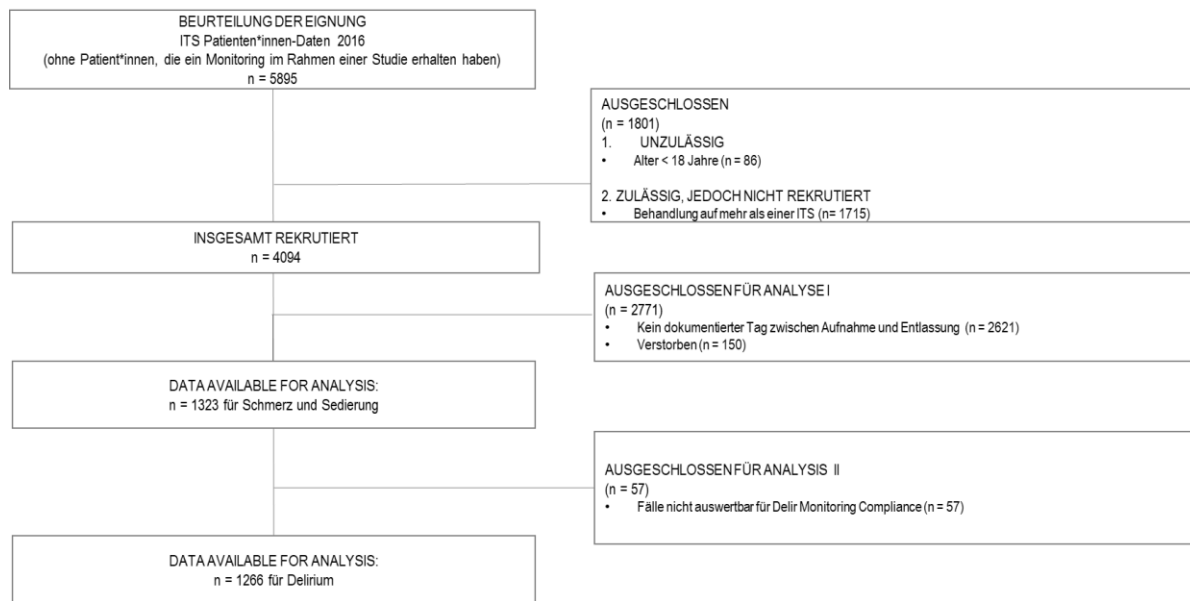 BEURTEILUNG DER EIGNUNG
ITS Patienten*innen-Daten 2016
(ohne Patient*innen, die ein Monitoring im Rahmen einer Studie erhalten haben)
n = 5895
AUSGESCHLOSSEN
(n = 1801)
1. UNZULÄSSIG
• Alter < 18 Jahre (n = 86)
2. ZULÄSSIG, JEDOCH NICHT REKRUTIERT
• Behandlung auf mehr als einer ITS (n= 1715)
INSGESAMT REKRUTIERT
n = 4094
AUSGESCHLOSSEN FÜR ANALYSE I
(n = 2771)
• Kein dokumentierter Tag zwischen Aufnahme und Entlassung (n = 2621)
• Verstorben (n = 150)
DATA AVAILABLE FOR ANALYSIS:
n = 1323 für Schmerz und Sedierung
AUSGESCHLOSSEN FÜR ANALYSIS II
(n = 57)
• Fälle nicht auswertbar für Delir Monitoring Compliance (n = 57)
DATA AVAILABLE FOR ANALYSIS:
n = 1266 für Delirium